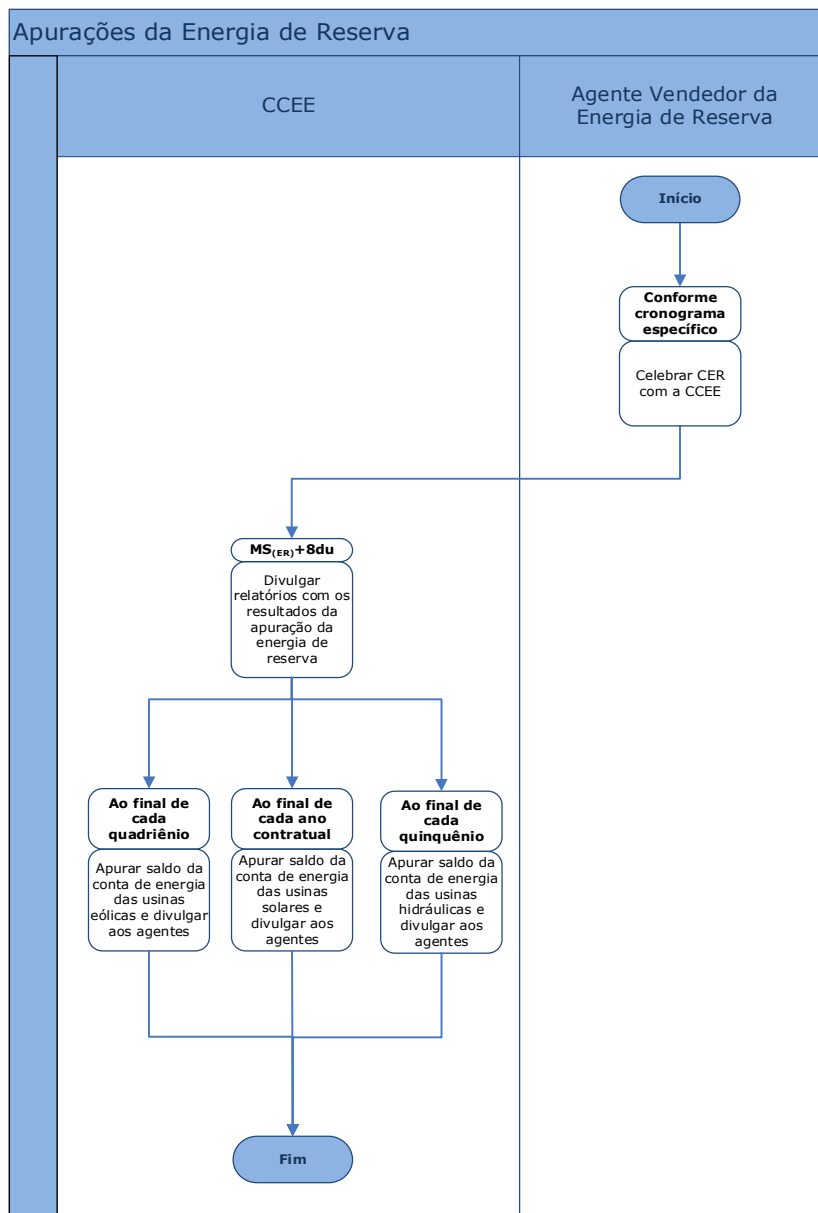 Apurações da Energia de Reserva
CCEE
Agente Vendedor da
Energia de Reserva
Início
Conforme
cronograma
específico
Celebrar CER
com a CCEE
MS(ER)+8du
Divulgar
relatórios com os
resultados da
apuração da
energia de
reserva
Ao final de
cada
quadriênio
Apurar saldo da
conta de energia
das usinas
eólicas e divulgar
aos agentes
Ao final de
cada ano
contratual
Apurar saldo da
conta de energia
das usinas
solares e
divulgar aos
agentes
Ao final de
cada
quinquênio
Apurar saldo da
conta de energia
das usinas
hidráulicas e
divulgar aos
agentes
Fim